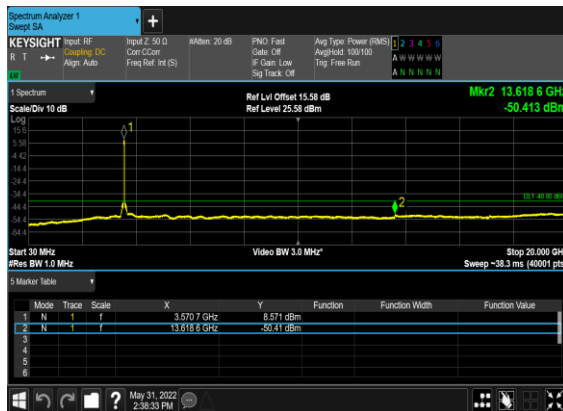 Spectrum Analyzer 1
Swept SA
KEYSIGHT
R T
Input: RF
Coupling: DC
Align: Auto
Input Z: 50 Ω
Corr CCorr
Freq Ref: Int (S)
#Atten: 20 dB
PNO: Fast
Gate: Off
IF Gain: Low
Sig Track: Off
Avg Type: Power (RMS)
Avg|Hold: 100/100
Trig: Free Run
1 2 3 4 5 6
A W W W W W
A N N N N N
1 Spectrum
Scale/Div 10 dB
Ref Lvl Offset 15.58 dB
Ref Level 25.58 dBm
Mkr2 13.618 6 GHz
-50.413 dBm
Log
15.6
5.58
-4.42
-14.4
-24.4
-34.4
-44.4
-54.4
-64.4
1
2
Start 30 MHz
#Res BW 1.0 MHz
Video BW 3.0 MHz*
Stop 20.000 GH
Sweep ~38.3 ms (40001 pts
5 Marker Table
Mode Trace Scale X Y Function Function Width Function Value
1 N 1 f 3.570 7 GHz 8.571 dBm
2 N 1 f 13.618 6 GHz -50.41 dBm
3
4
5
6
?
May 31, 2022
2:38:33 PM